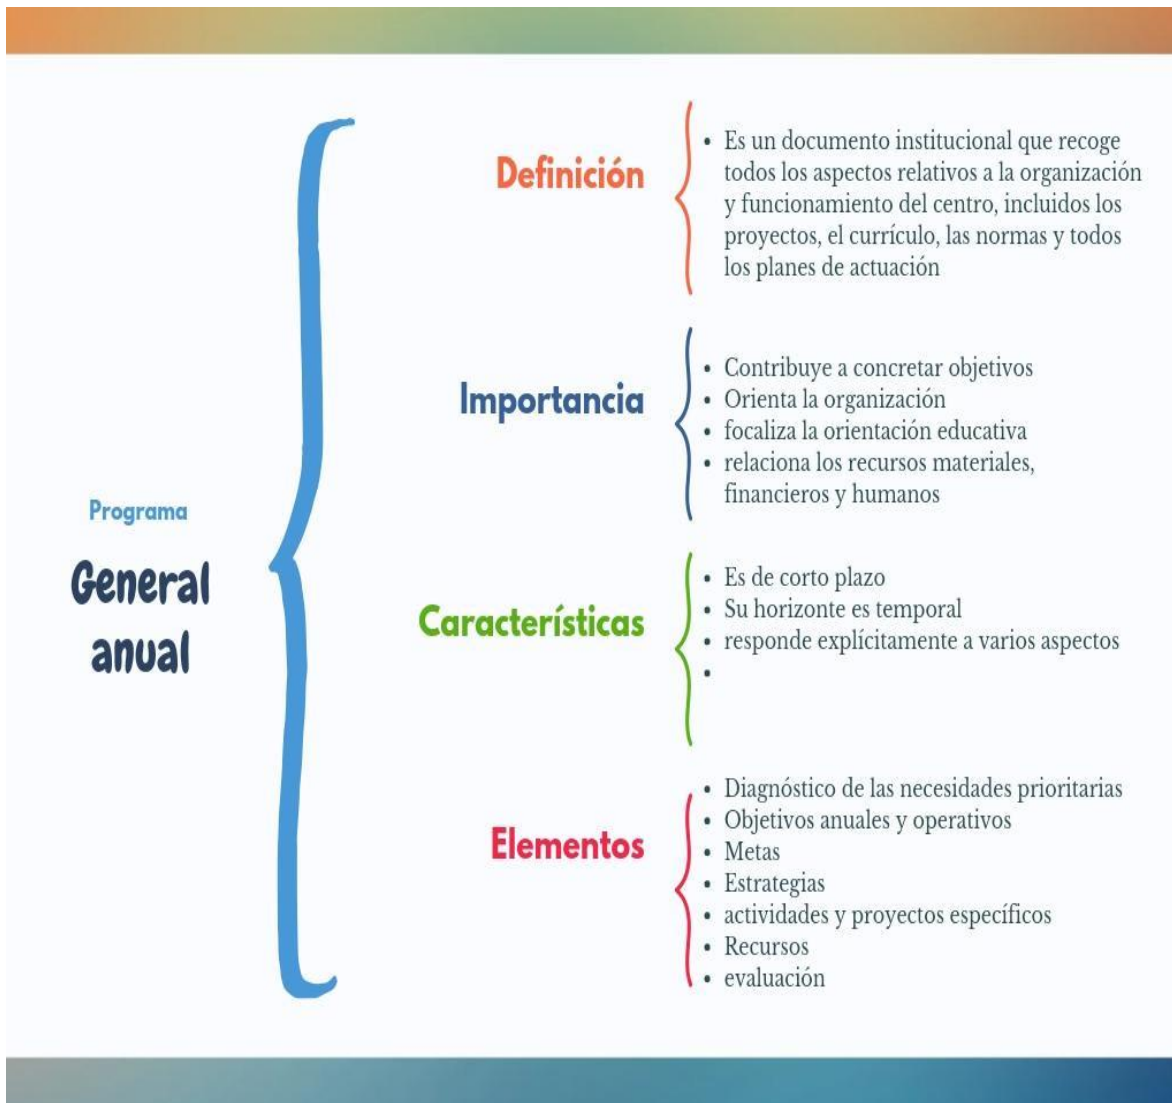 Programa
General
anual
Definición
• Es un documento institucional que recoge
todos los aspectos relativos a la organización
y funcionamiento del centro, incluidos los
proyectos, el currículo, las normas y todos
los planes de actuación
Importancia
• Contribuye a concretar objetivos
• Orienta la organización
• focaliza la orientación educativa
• relaciona los recursos materiales,
financieros y humanos
Características
• Es de corto plazo
• Su horizonte es temporal
• responde explícitamente a varios aspectos
•
Elementos
• Diagnóstico de las necesidades prioritarias
• Objetivos anuales y operativos
• Metas
• Estrategias
• actividades y proyectos específicos
• Recursos
• evaluación